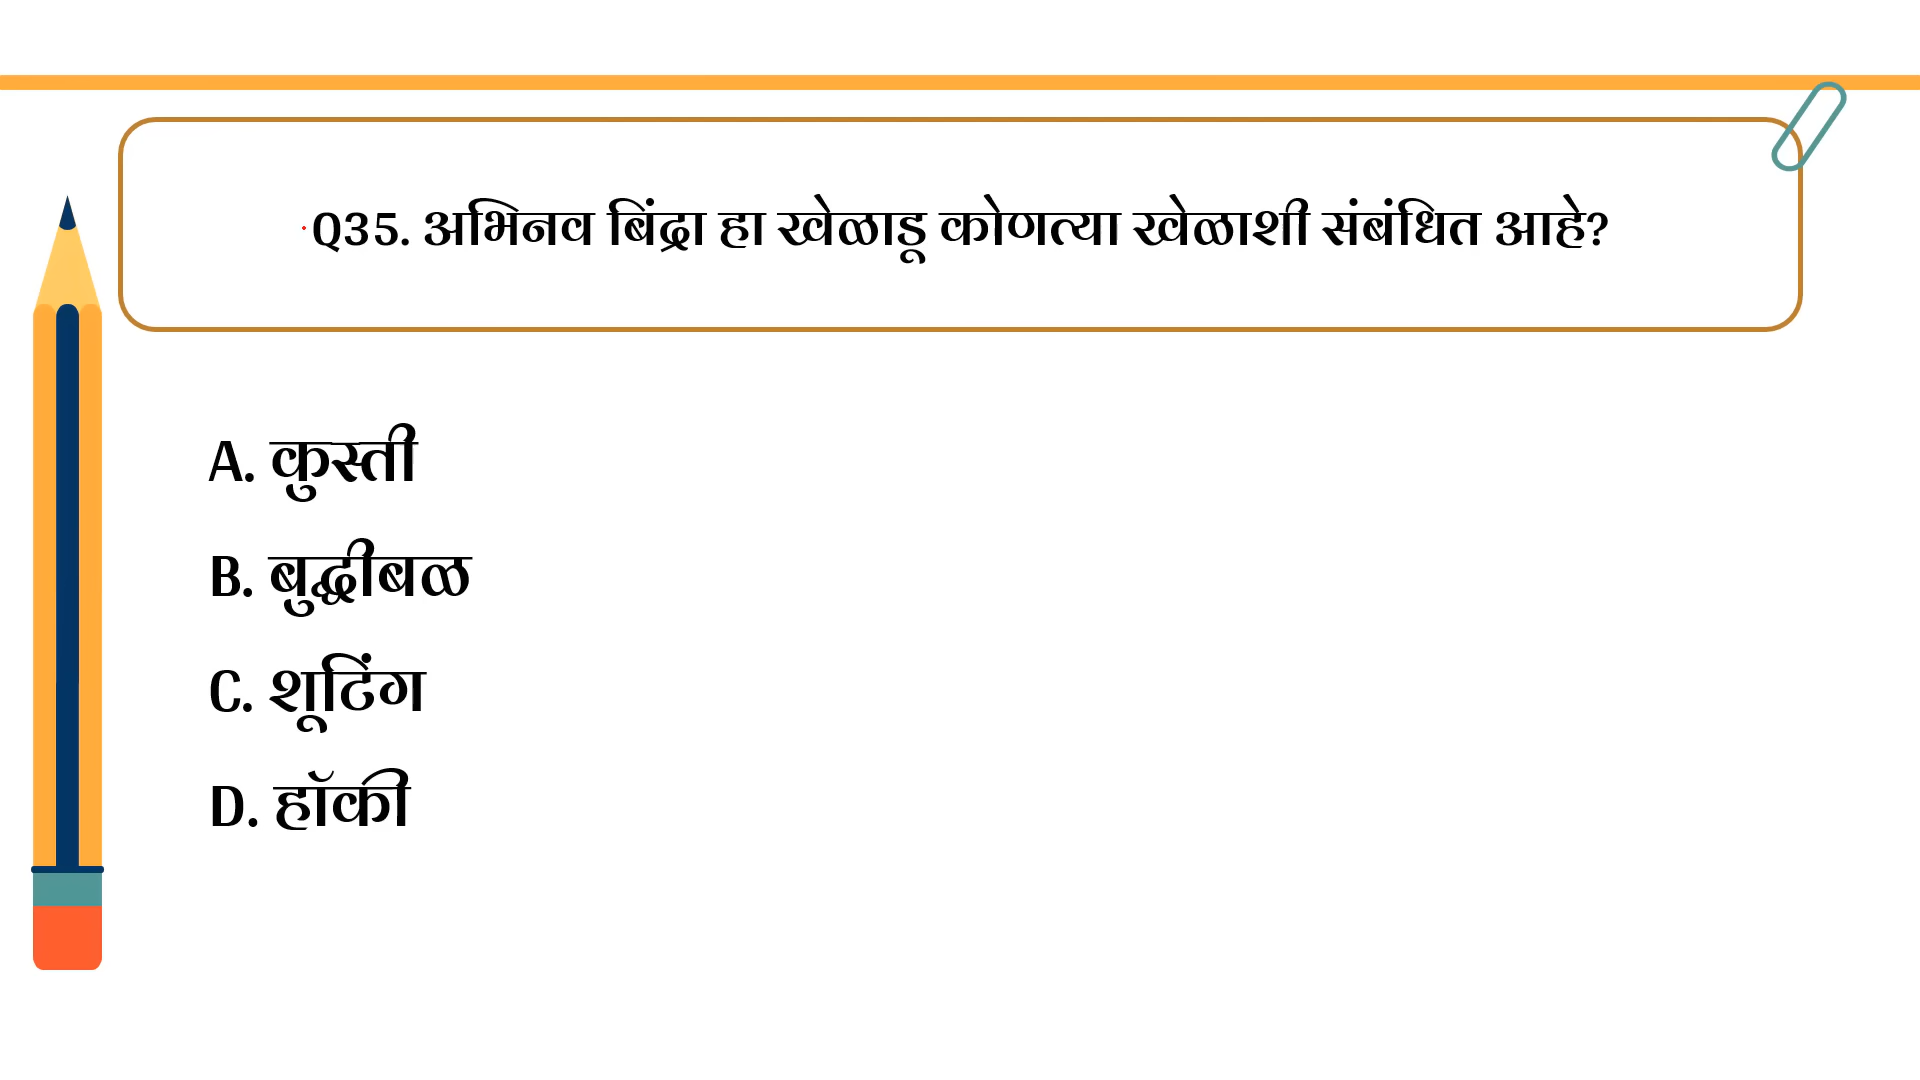 Q35. अभिनव बिंद्रा हा खेळाडू कोणत्या खेळाशी संबंधित आहे?
A. कुस्ती
B. बुद्धीबळ
C. शूटिंग
D. हॉकी